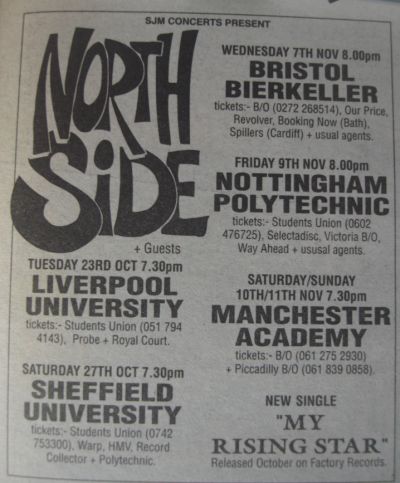 SJM CONCERTS PRESENT
NORTH
SIDE
+ Guests
TUESDAY 23RD OCT 7.30pm
LIVERPOOL
UNIVERSITY
tickets:- Students Union (051 794
4143), Probe + Royal Court.
SATURDAY 27TH OCT 7.30pm
SHEFFIELD
UNIVERSITY
tickets:- Students Union (0742
753300), Warp, HMV, Record
Collector + Polytechnic.
WEDNESDAY 7TH NOV 8.00pm
BRISTOL
BIERKELLER
tickets:- B/O (0272 268514), Our Price,
Revolver, Booking Now (Bath),
Spillers (Cardiff) + usual agents.
FRIDAY 9TH NOV 8.00pm
NOTTINGHAM
POLYTECHNIC
tickets:- Students Union (0602
476725), Selectadisc, Victoria B/O,
Way Ahead + ususal agents.
SATURDAY/SUNDAY
10TH/11TH NOV 7.30pm
MANCHESTER
ACADEMY
tickets:- B/O (061 275 2930)
+ Piccadilly B/O (061 839 0858).
NEW SINGLE
"MY
RISING STAR"
Released October on Factory Records.